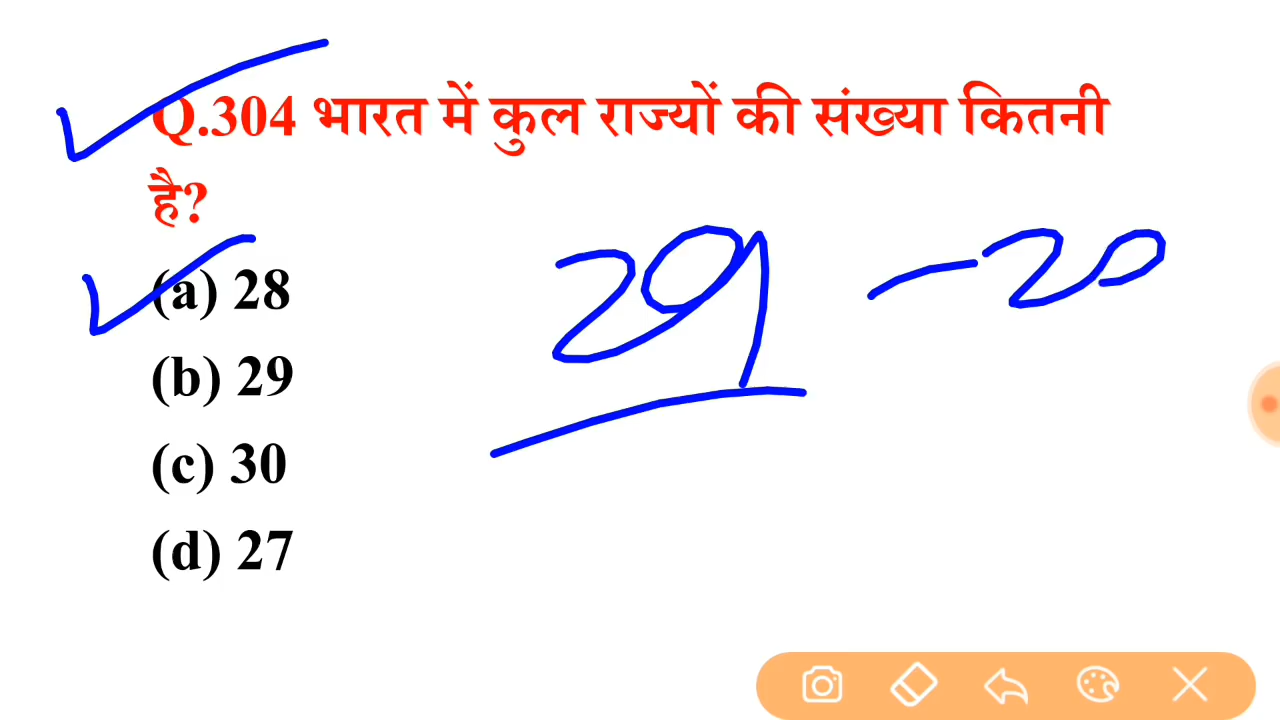 Q.304 भारत में कुल राज्यों की संख्या कितनी
है?
(a) 28
29 -20
(b) 29
(c) 30
(d) 27